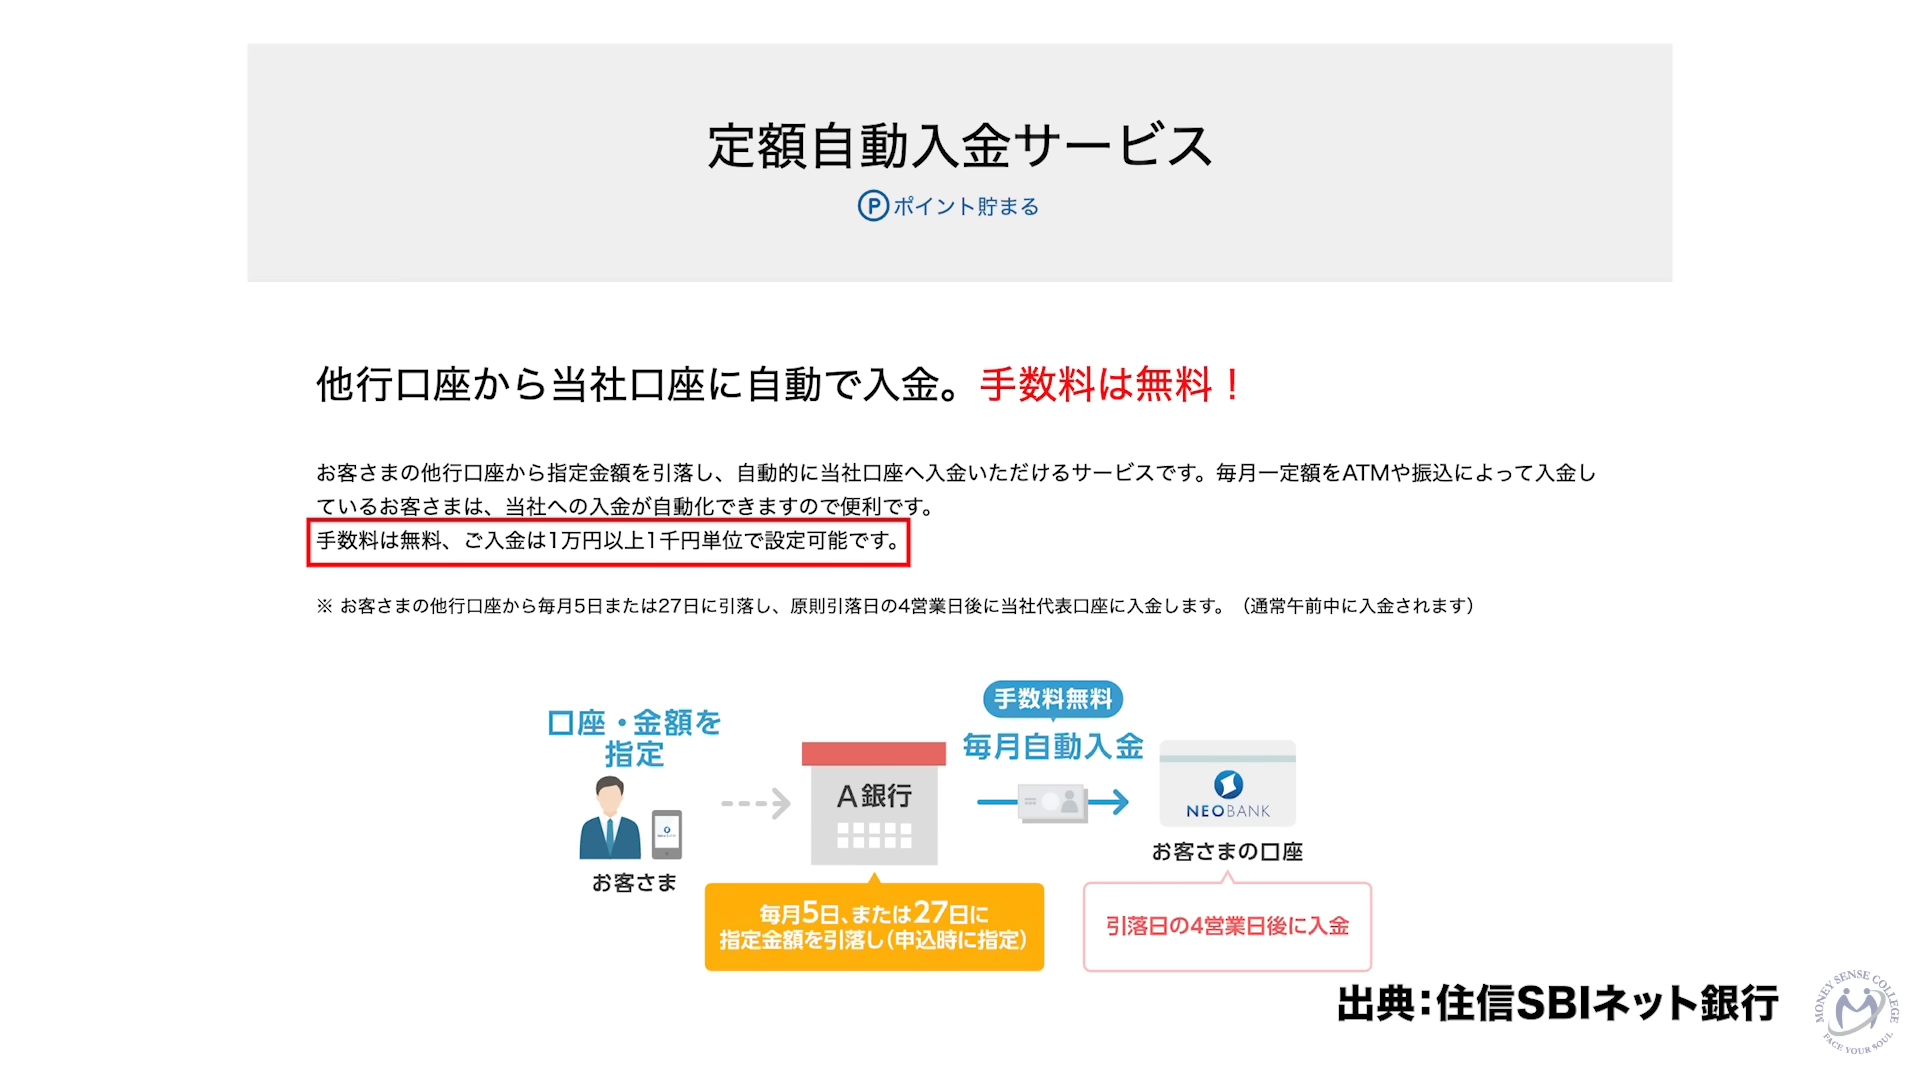 定額自動入金サービス
Ⓟポイント貯まる
他行口座から当社口座に自動で入金。手数料は無料！
お客さまの他行口座から指定金額を引落し、自動的に当社口座へ入金いただけるサービスです。毎月一定額をATMや振込によって入金し
ているお客さまは、当社への入金が自動化できますので便利です。
手数料は無料、ご入金は1万円以上1千円単位で設定可能です。
※ お客さまの他行口座から毎月5日または27日に引落し、原則引落日の4営業日後に当社代表口座に入金します。（通常午前中に入金されます）
口座・金額を
指定
お客さま
A銀行
毎月5日、または27日に
指定金額を引落し（申込時に指定）
手数料無料
毎月自動入金
NEOBANK
お客さまの口座
引落日の4営業日後に入金
出典：住信SBIネット銀行
MONEY SENSE COLLEGE
FACE YOUR SOUL